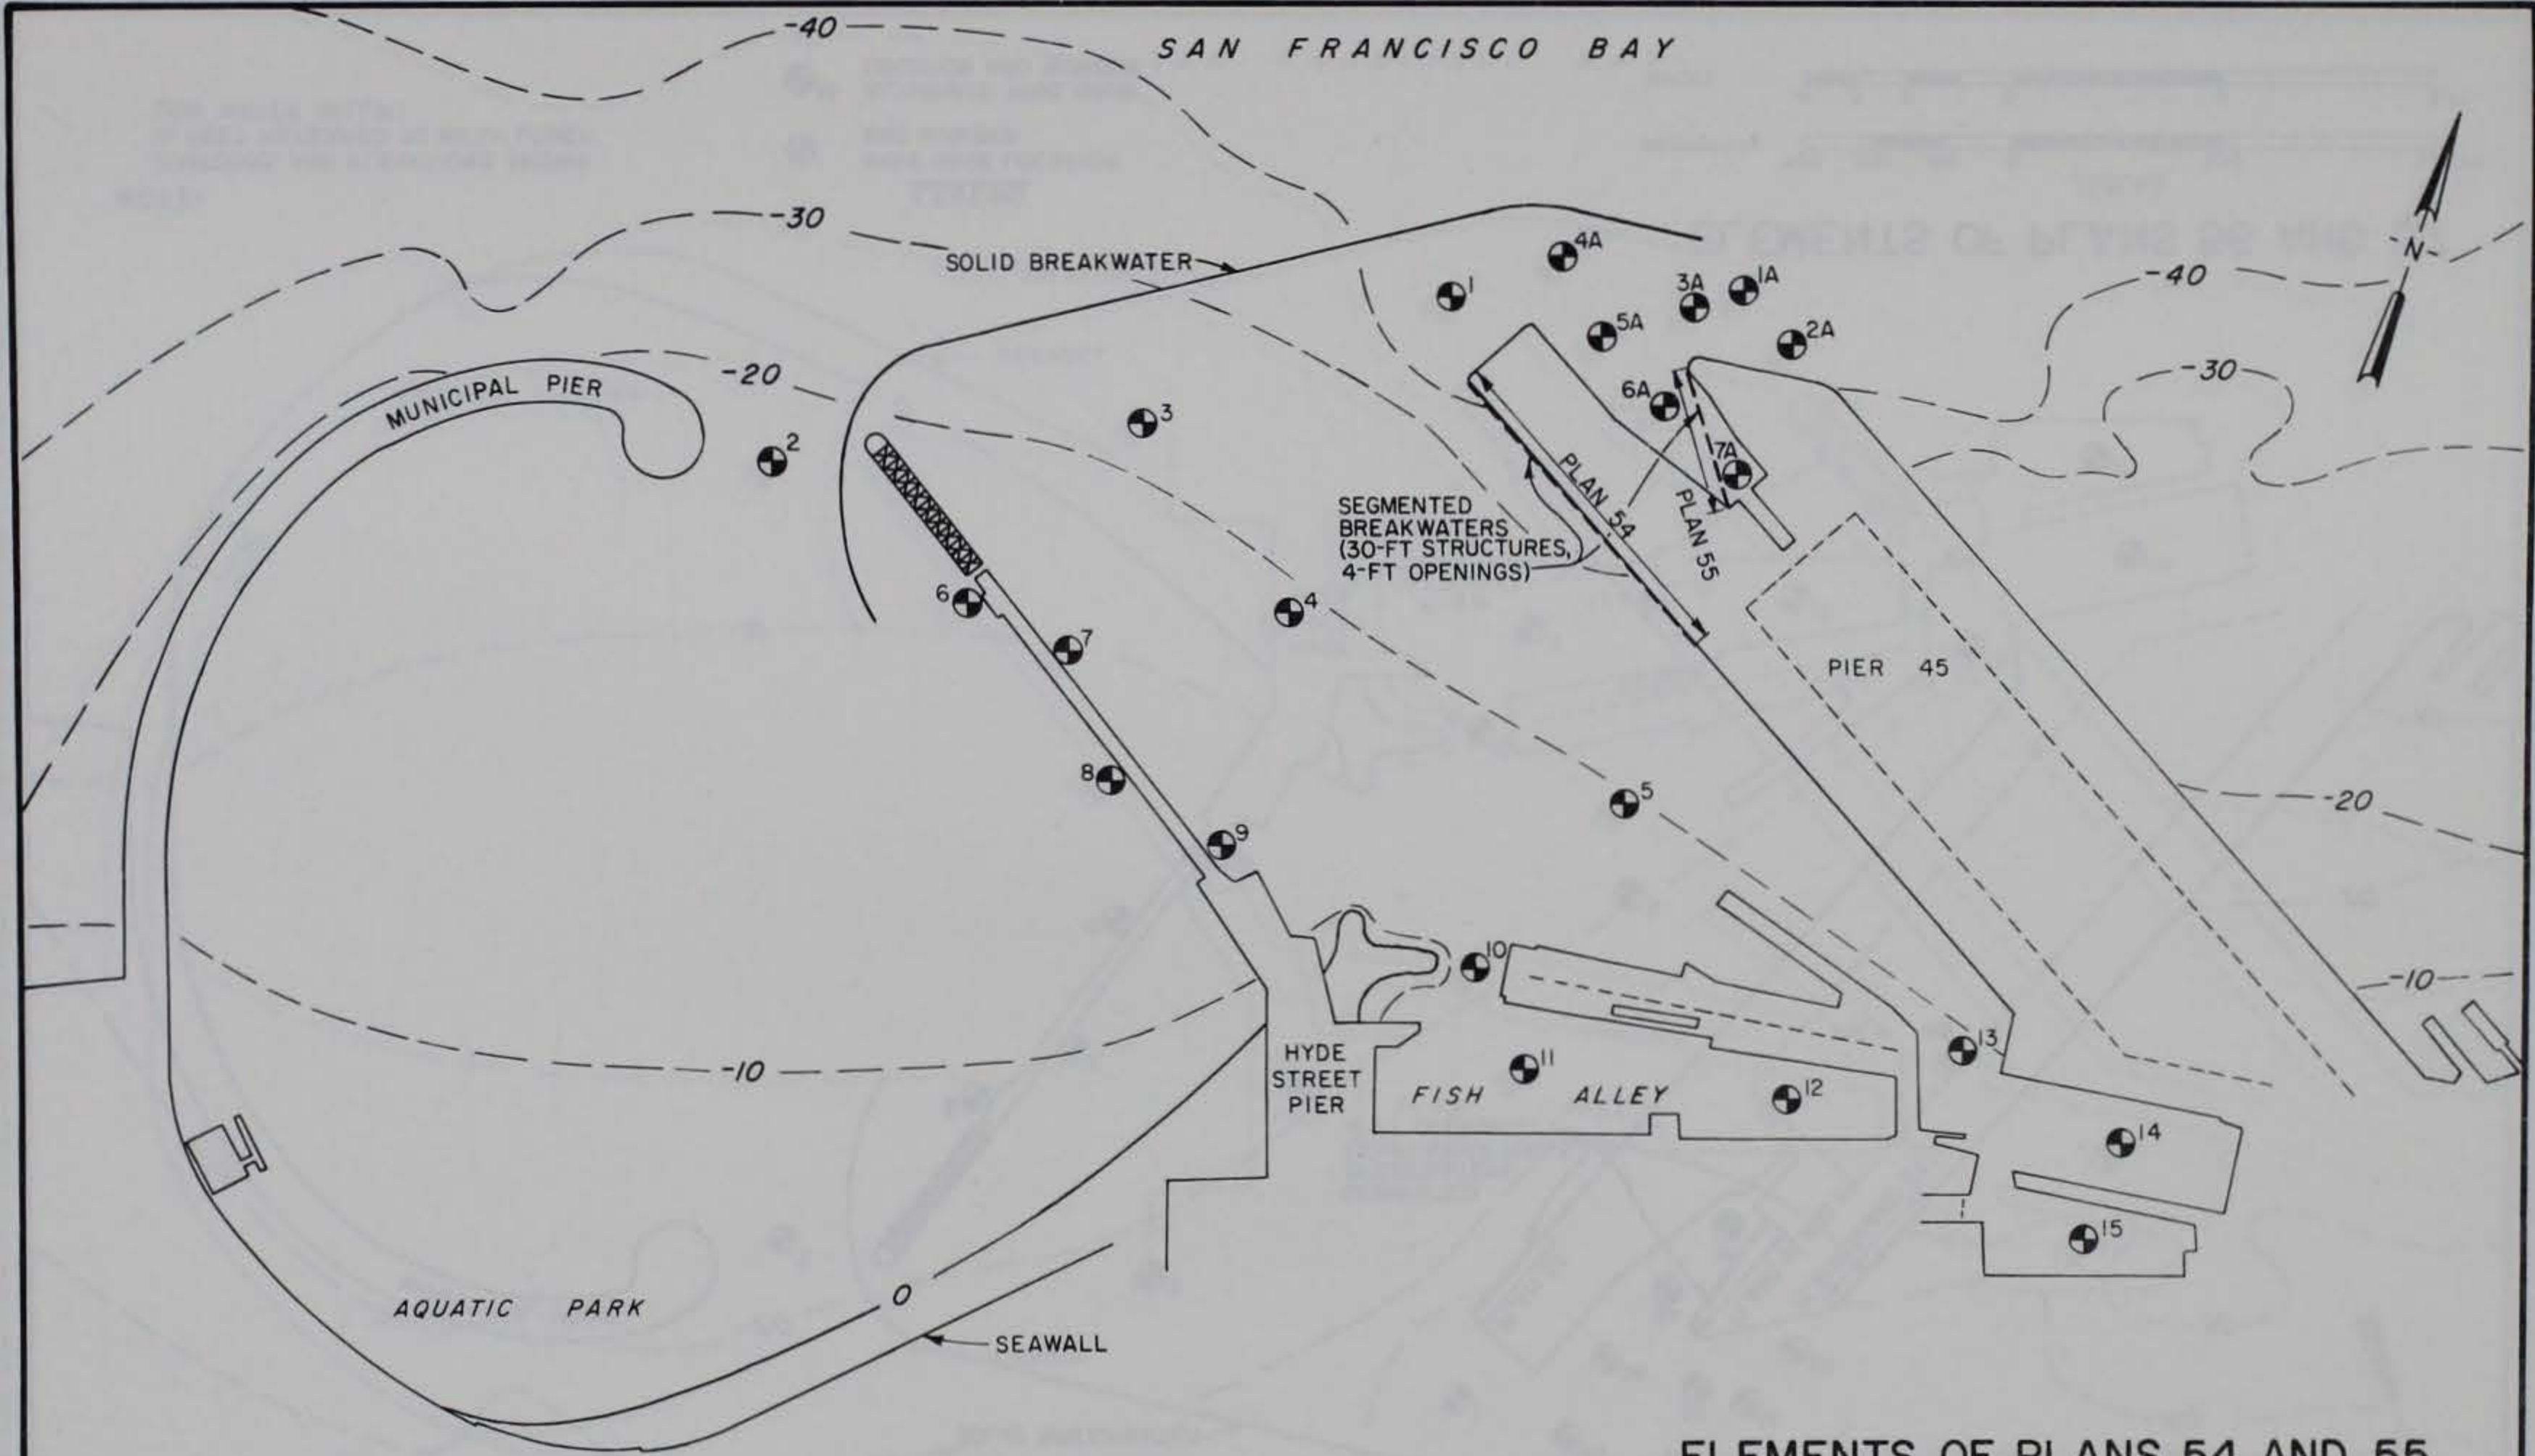 -40
SAN FRANCISCO BAY
-30
SOLID BREAKWATER
4A
1
3A
1A
N
-40
5A
2A
-20
MUNICIPAL PIER
-30
6A
3
2
7A
PLAN 54
PLAN 55
SEGMENTED
BREAKWATERS
(30-FT STRUCTURES,
4-FT OPENINGS)
6
4
7
PIER 45
8
5
-20
9
10
-10
13
HYDE
STREET
PIER
11
-10
FISH ALLEY
12
14
15
0
AQUATIC PARK
SEAWALL
ELEMENTS OF PLANS 54 AND 55